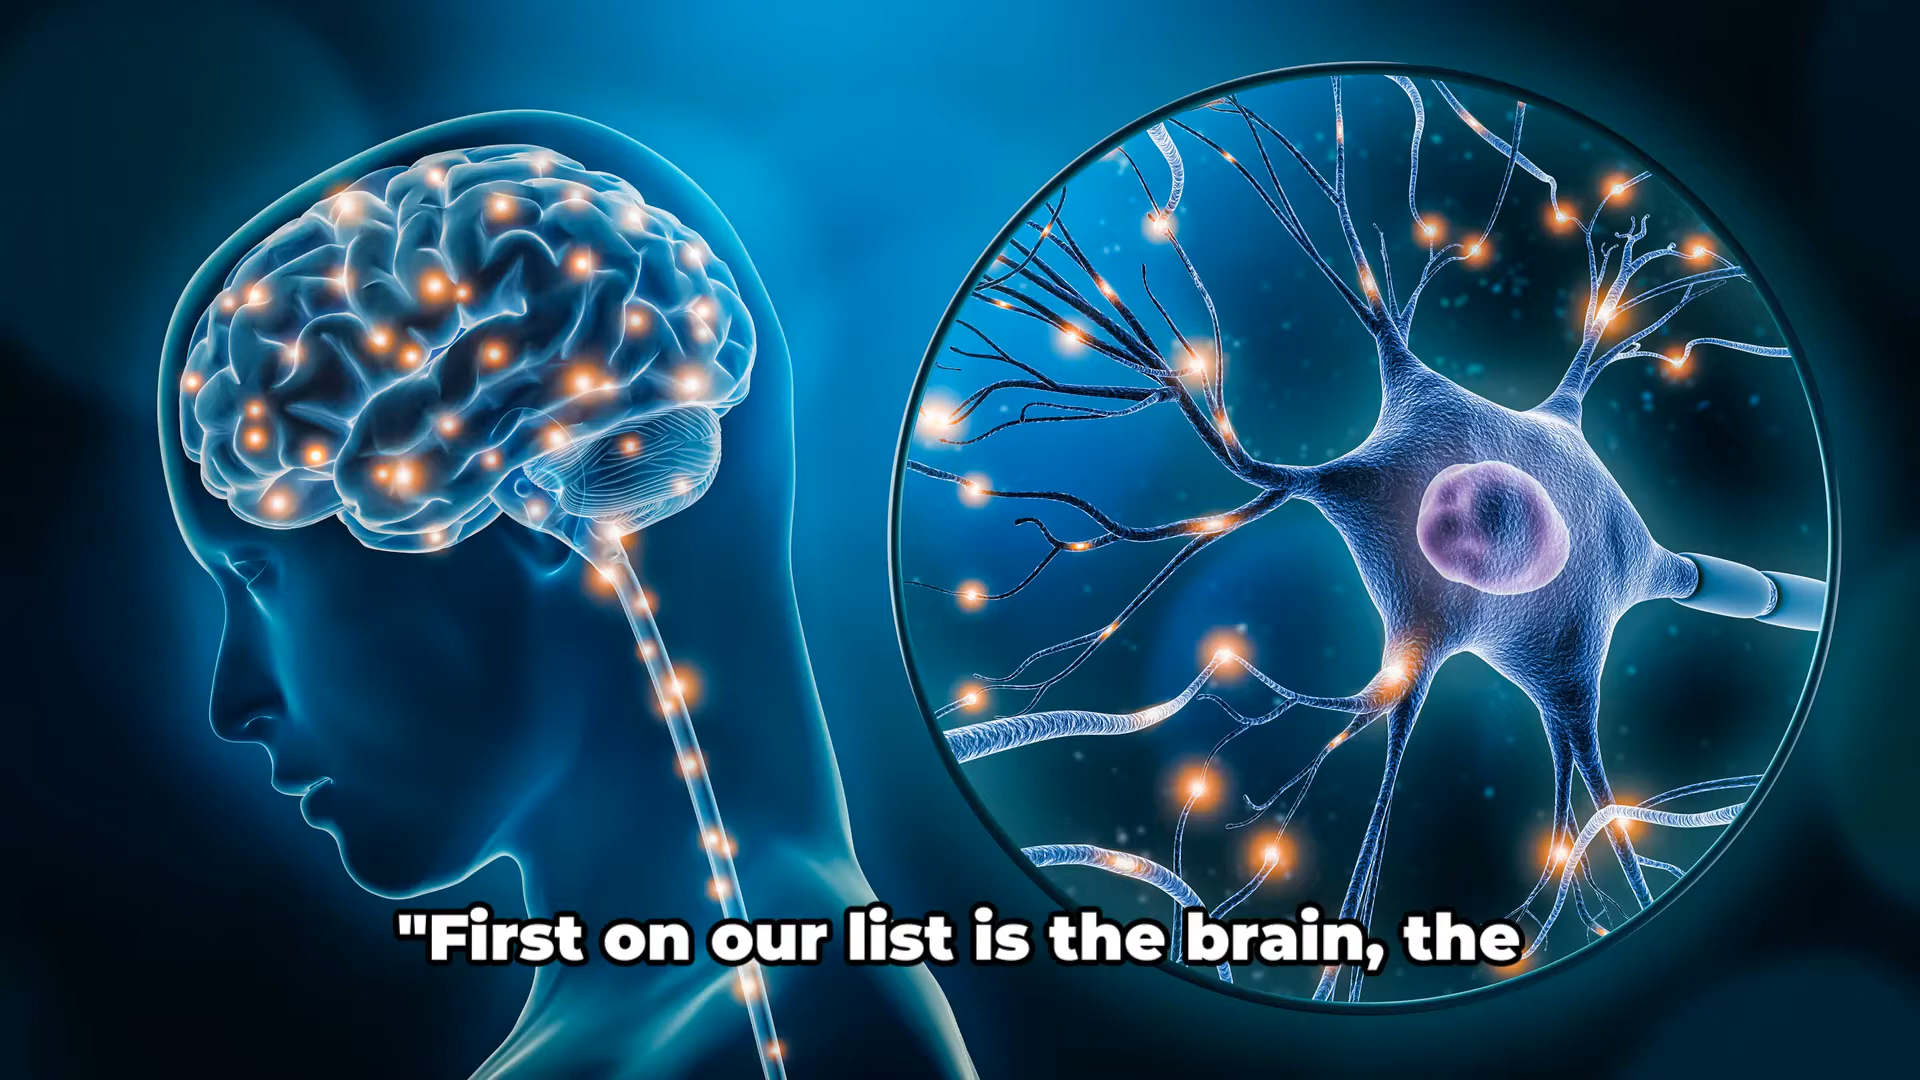 "First on our list is the brain, the